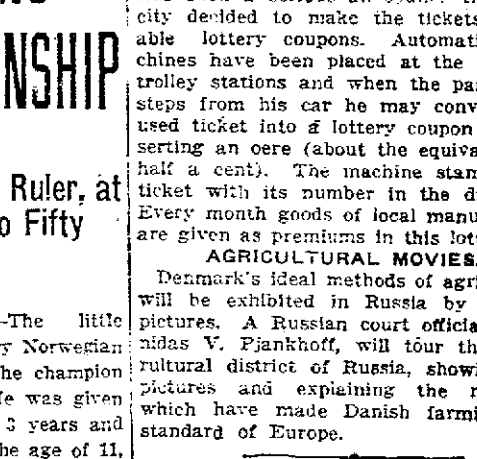 NSHIP
Ruler, at
o Fifty
-The little
ry Norwegian
he champion
le was given
3 years and
he age of 11,
city decided to make the tickets
able lottery coupons. Automati
chines have been placed at the
trolley stations and when the pa
steps from his car he may conv
used ticket into a lottery coupon
serting an oere (about the equiva
half a cent). The machine stam
ticket with its number in the d
Every month goods of local manu
are given as premiums in this lot
AGRICULTURAL MOVIES.
Denmark's ideal methods of agri
will be exhibited in Russia by
pictures. A Russian court officia
nidas V. Pjankhoff, will tour th
rultural district of Russia, showi
pictures and explaining the m
which have made Danish farmi
standard of Europe.